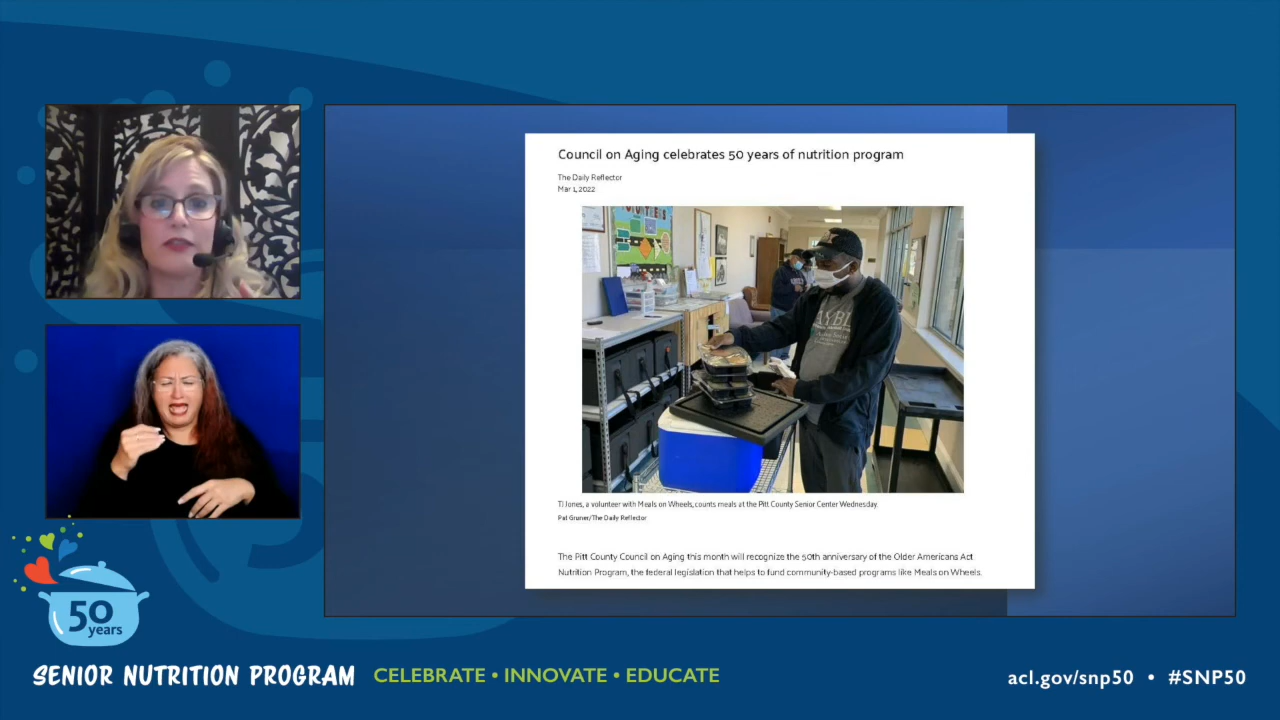 Council on Aging celebrates 50 years of nutrition program
The Daily Reflector
Mar 1, 2022
TJ Jones, a volunteer with Meals on Wheels, counts meals at the Pitt County Senior Center Wednesday.
Pat Gruner/The Daily Reflector
The Pitt County Council on Aging this month will recognize the 50th anniversary of the Older Americans Act
Nutrition Program, the federal legislation that helps to fund community-based programs like Meals on Wheels.
50
years
SENIOR NUTRITION PROGRAM CELEBRATE • INNOVATE • EDUCATE
acl.gov/snp50 • #SNP50